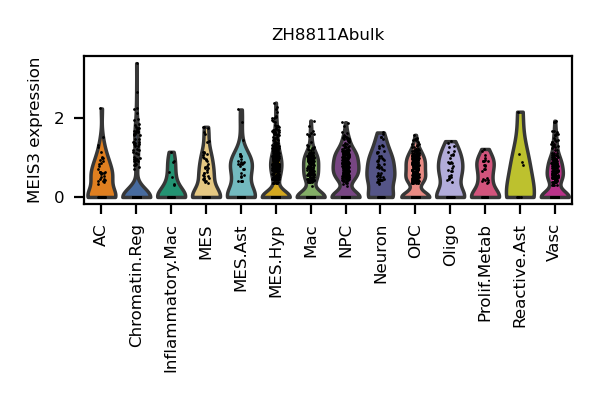 ZH8811Abulk
MEIS3 expression
2
0
AC
Chromatin.Reg
Inflammatory.Mac
MES
MES.Ast
MES.Hyp
Mac
NPC
Neuron
OPC
Oligo
Prolif.Metab
Reactive.Ast
Vasc